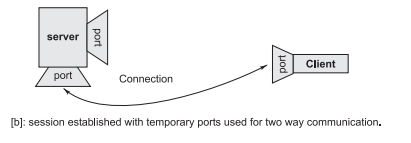 server
port
port
port
Client
Connection
[b]: session established with temporary ports used for two way communication.